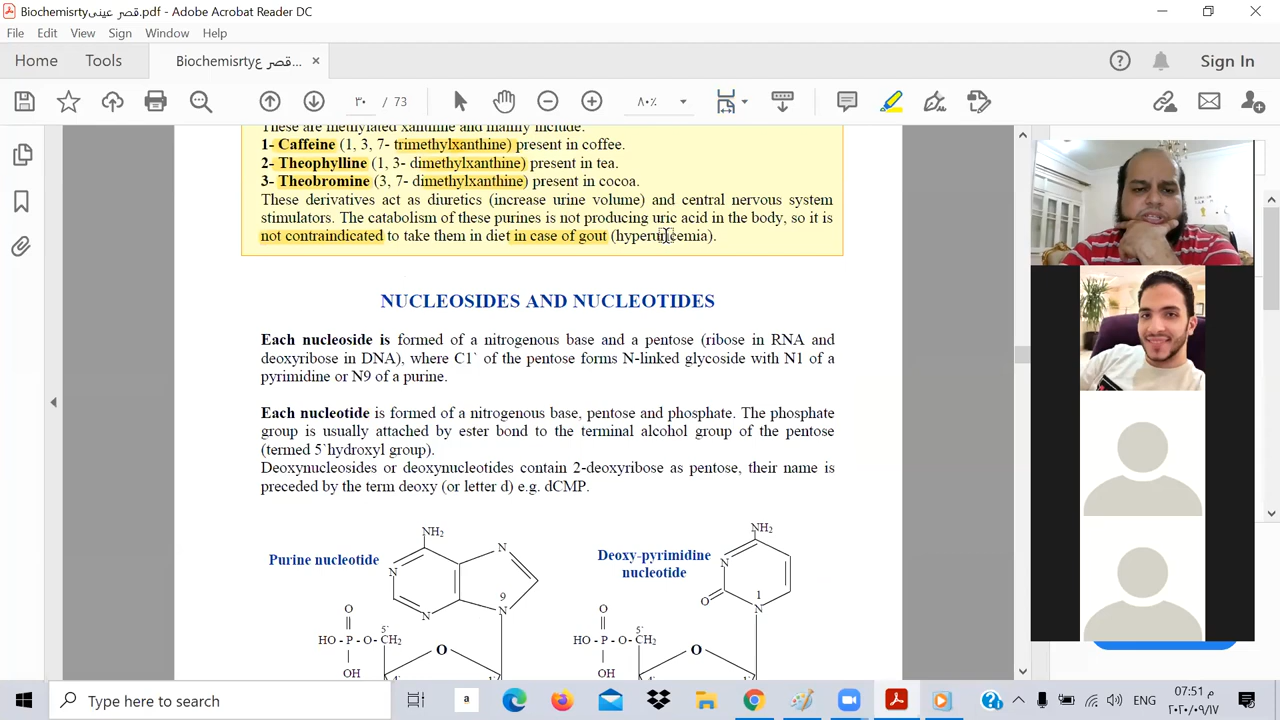 Biochemisrtyقصر عينى.pdf - Adobe Acrobat Reader DC
File Edit View Sign Window Help
Home Tools Biochemisrtyقصر ع... × Sign In
٣٠ / 73 ٨٠٪
These are methylated xanthine and mainly include:
1- Caffeine (1, 3, 7- trimethylxanthine) present in coffee.
2- Theophylline (1, 3- dimethylxanthine) present in tea.
3- Theobromine (3, 7- dimethylxanthine) present in cocoa.
These derivatives act as diuretics (increase urine volume) and central nervous system
stimulators. The catabolism of these purines is not producing uric acid in the body, so it is
not contraindicated to take them in diet in case of gout (hyperuricemia).
NUCLEOSIDES AND NUCLEOTIDES
Each nucleoside is formed of a nitrogenous base and a pentose (ribose in RNA and
deoxyribose in DNA), where C1` of the pentose forms N-linked glycoside with N1 of a
pyrimidine or N9 of a purine.
Each nucleotide is formed of a nitrogenous base, pentose and phosphate. The phosphate
group is usually attached by ester bond to the terminal alcohol group of the pentose
(termed 5`hydroxyl group).
Deoxynucleosides or deoxynucleotides contain 2-deoxyribose as pentose, their name is
preceded by the term deoxy (or letter d) e.g. dCMP.
NH2 NH2
Purine nucleotide N N Deoxy-pyrimidine
nucleotide N
9 O 1
N N N
O 5` O 5`
HO - P - O- CH2 O HO - P - O- CH2 O
OH OH
Type here to search a ENG م 07:51
٢٠٢٠/٠٩/١٧